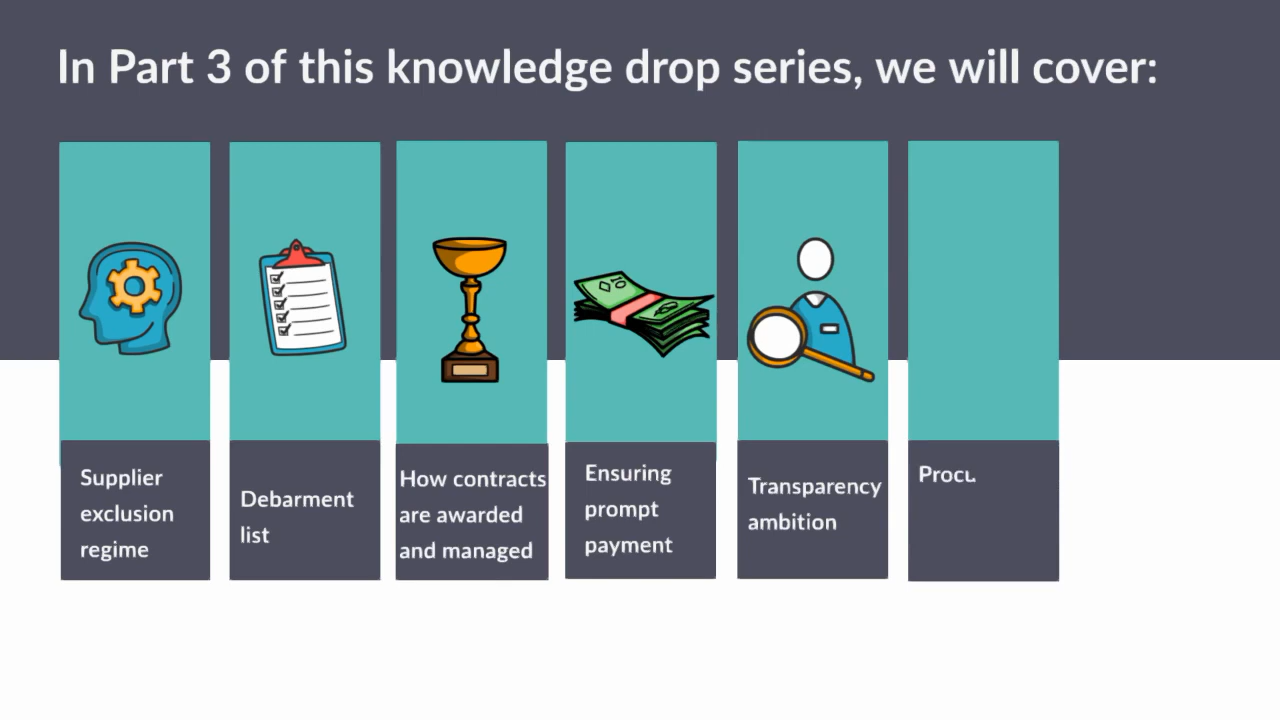 In Part 3 of this knowledge drop series, we will cover:
Supplier
exclusion
regime
Debarment
list
How contracts
are awarded
and managed
Ensuring
prompt
payment
Transparency
ambition